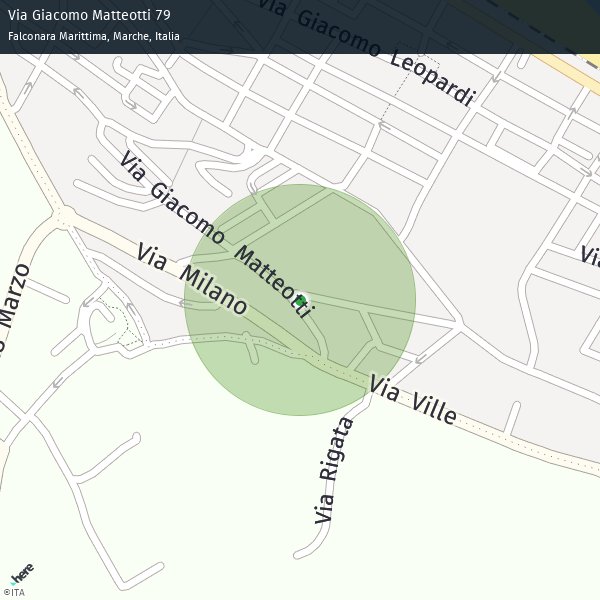 Via Giacomo Matteotti 79
Falconara Marittima, Marche, Italia
Via Giacomo Leopardi
Via Giacomo Matteotti
Via Milano
Via
Marzo
Via Ville
Via Rigata
here
©ITA